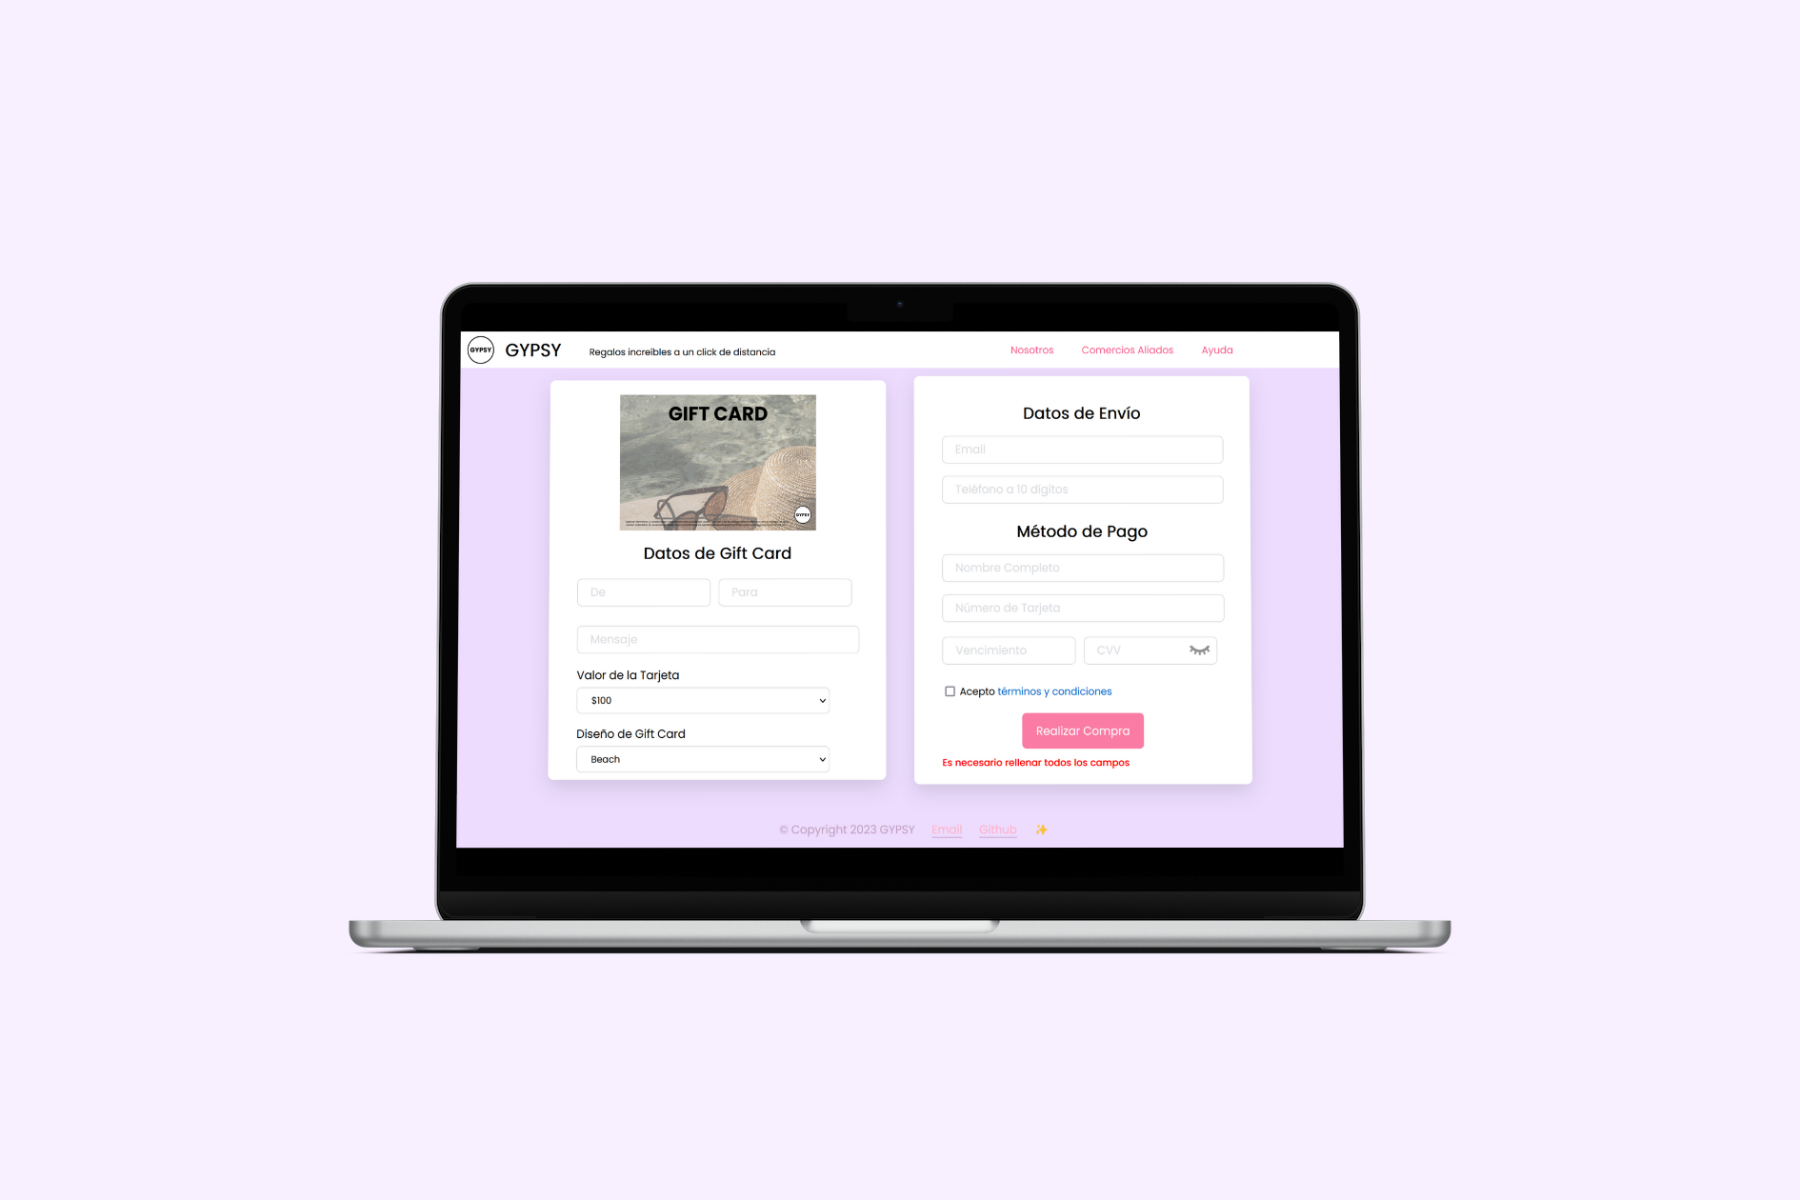 GYPSY
GYPSY
Regalos increibles a un click de distancia
Nosotros
Comercios Aliados
Ayuda
GIFT CARD
GYPSY
Datos de Gift Card
De
Para
Mensaje
Valor de la Tarjeta
$100
Diseño de Gift Card
Beach
Datos de Envío
Email
Teléfono a 10 dígitos
Método de Pago
Nombre Completo
Número de Tarjeta
Vencimiento
CVV
Acepto términos y condiciones
Realizar Compra
Es necesario rellenar todos los campos
© Copyright 2023 GYPSY
Email
Github